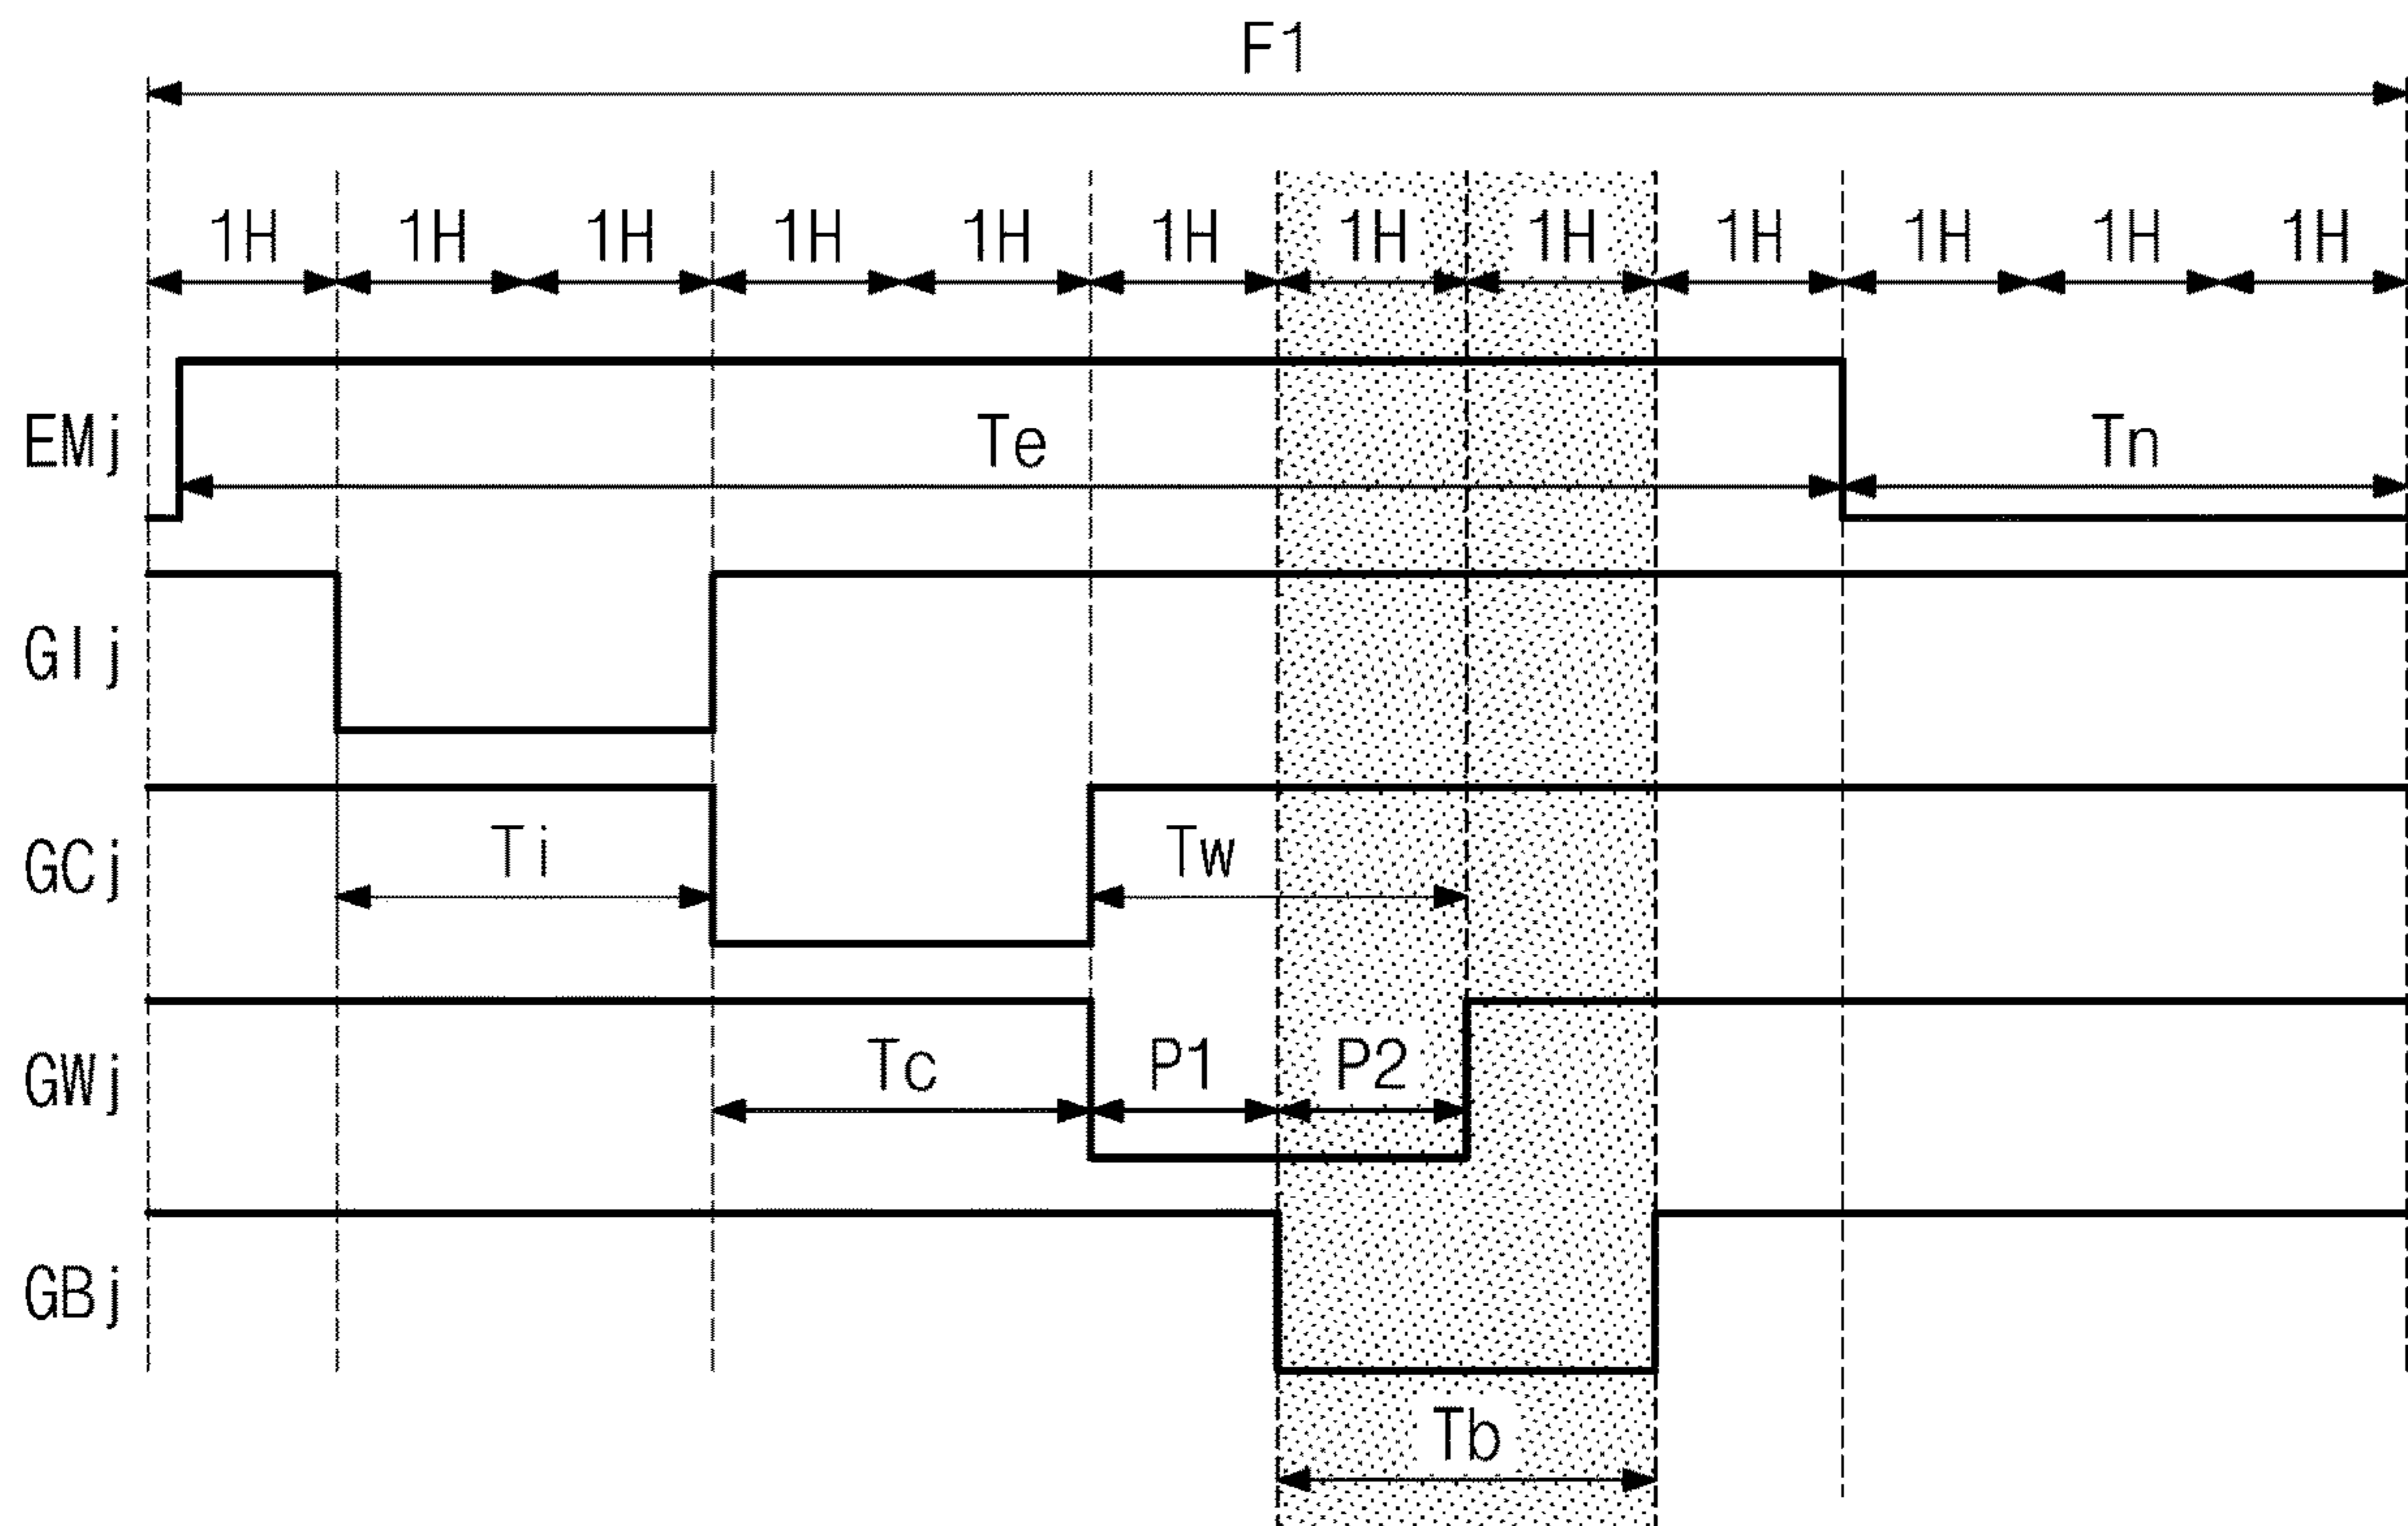 F1
1H 1H 1H 1H 1H 1H 1H 1H 1H 1H 1H 1H
EMj Te Tn
GIj
GCj Ti Tw
GWj Tc P1 P2
GBj
Tb